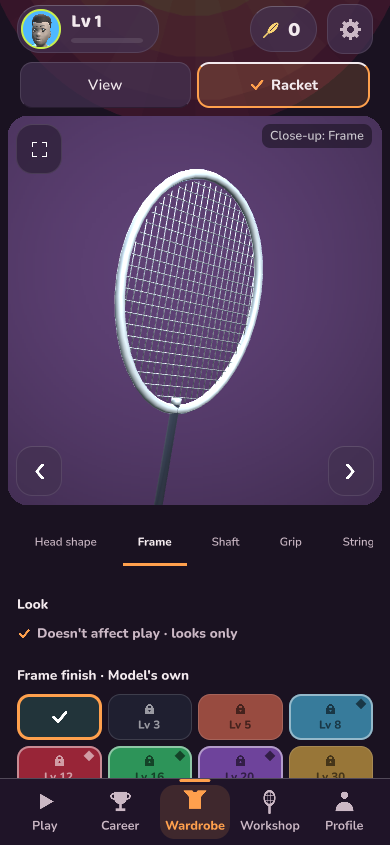 Lv 1
0
View
Racket
Close-up: Frame
Head shape
Frame
Shaft
Grip
String
Look
Doesn't affect play · looks only
Frame finish · Model's own
Lv 3
Lv 5
Lv 8
Lv 12
Lv 16
Lv 20
Lv 30
Play
Career
Wardrobe
Workshop
Profile